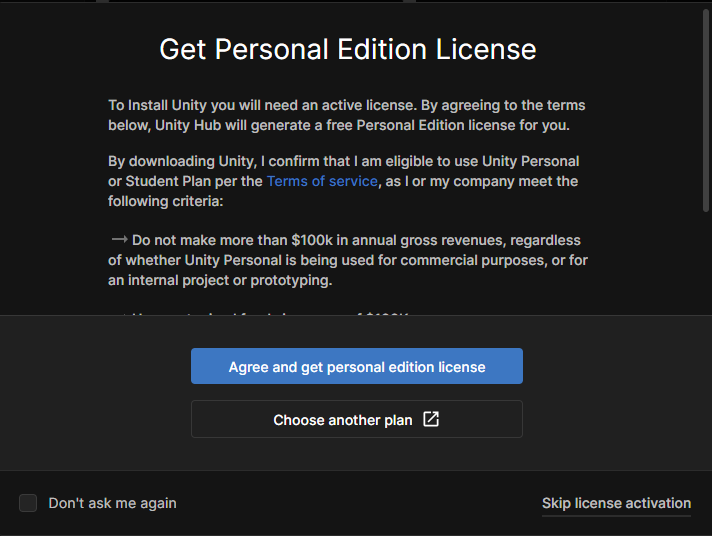 Get Personal Edition License
To Install Unity you will need an active license. By agreeing to the terms
below, Unity Hub will generate a free Personal Edition license for you.
By downloading Unity, I confirm that I am eligible to use Unity Personal
or Student Plan per the Terms of service, as I or my company meet the
following criteria:
→ Do not make more than $100k in annual gross revenues, regardless
of whether Unity Personal is being used for commercial purposes, or for
an internal project or prototyping.
Agree and get personal edition license
Choose another plan
Don't ask me again
Skip license activation